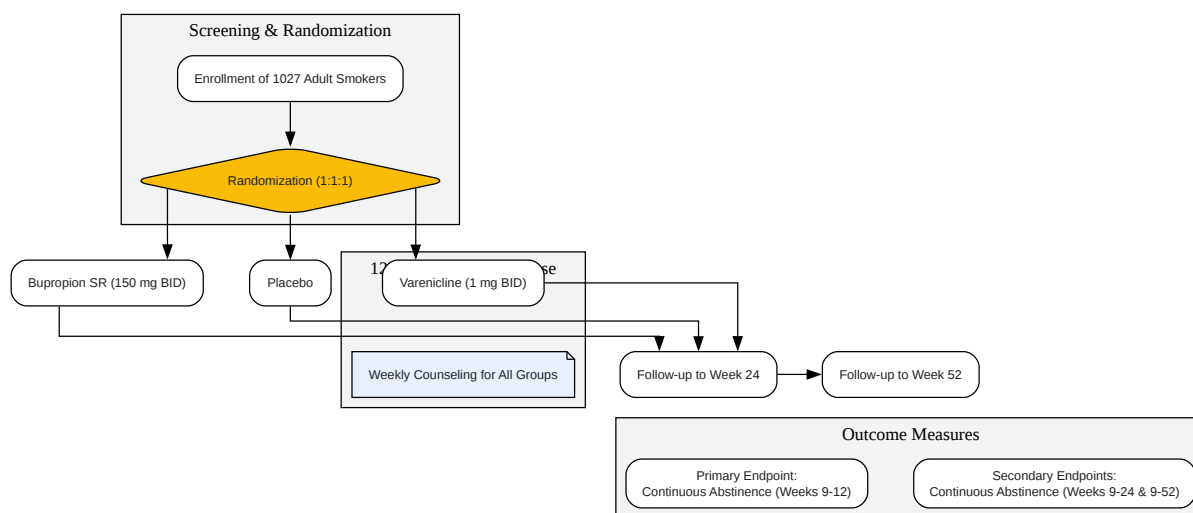 Screening & Randomization
Enrollment of 1027 Adult Smokers
Randomization (1:1:1)
12
se
Bupropion SR (150 mg BID)
Placebo
Varenicline (1 mg BID)
Weekly Counseling for All Groups
Follow-up to Week 24
Follow-up to Week 52
Outcome Measures
Primary Endpoint:
Continuous Abstinence (Weeks 9-12)
Secondary Endpoints:
Continuous Abstinence (Weeks 9-24 & 9-52)